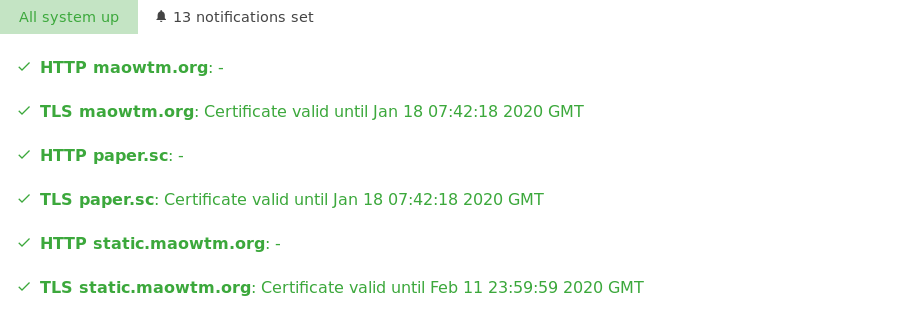 All system up
13 notifications set
HTTP maowtm.org: -
TLS maowtm.org: Certificate valid until Jan 18 07:42:18 2020 GMT
HTTP paper.sc: -
TLS paper.sc: Certificate valid until Jan 18 07:42:18 2020 GMT
HTTP static.maowtm.org: -
TLS static.maowtm.org: Certificate valid until Feb 11 23:59:59 2020 GMT